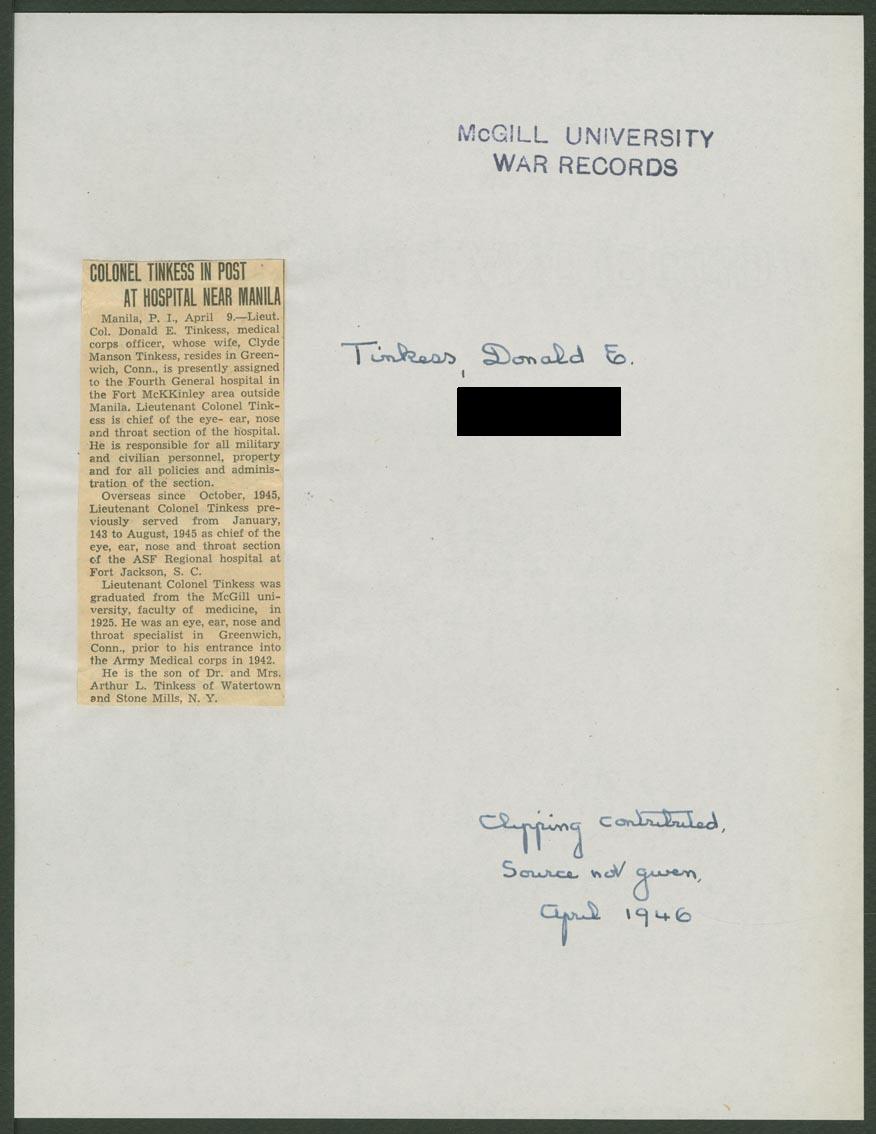 McGILL UNIVERSITY
WAR RECORDS
COLONEL TINKESS IN POST
AT HOSPITAL NEAR MANILA
Manila, P. I., April 9.—Lieut.
Col. Donald E. Tinkess, medical
corps officer, whose wife, Clyde
Manson Tinkess, resides in Green-
wich, Conn., is presently assigned
to the Fourth General hospital in
the Fort McKKinley area outside
Manila. Lieutenant Colonel Tink-
ess is chief of the eye- ear, nose
and throat section of the hospital.
He is responsible for all military
and civilian personnel, property
and for all policies and adminis-
tration of the section.
Overseas since October, 1945,
Lieutenant Colonel Tinkess pre-
viously served from January,
143 to August, 1945 as chief of the
eye, ear, nose and throat section
of the ASF Regional hospital at
Fort Jackson, S. C.
Lieutenant Colonel Tinkess was
graduated from the McGill uni-
versity, faculty of medicine, in
1925. He was an eye, ear, nose and
throat specialist in Greenwich,
Conn., prior to his entrance into
the Army Medical corps in 1942.
He is the son of Dr. and Mrs.
Arthur L. Tinkess of Watertown
and Stone Mills, N. Y.
Tinkess, Donald E.
Clipping contributed,
Source not given,
April 1946